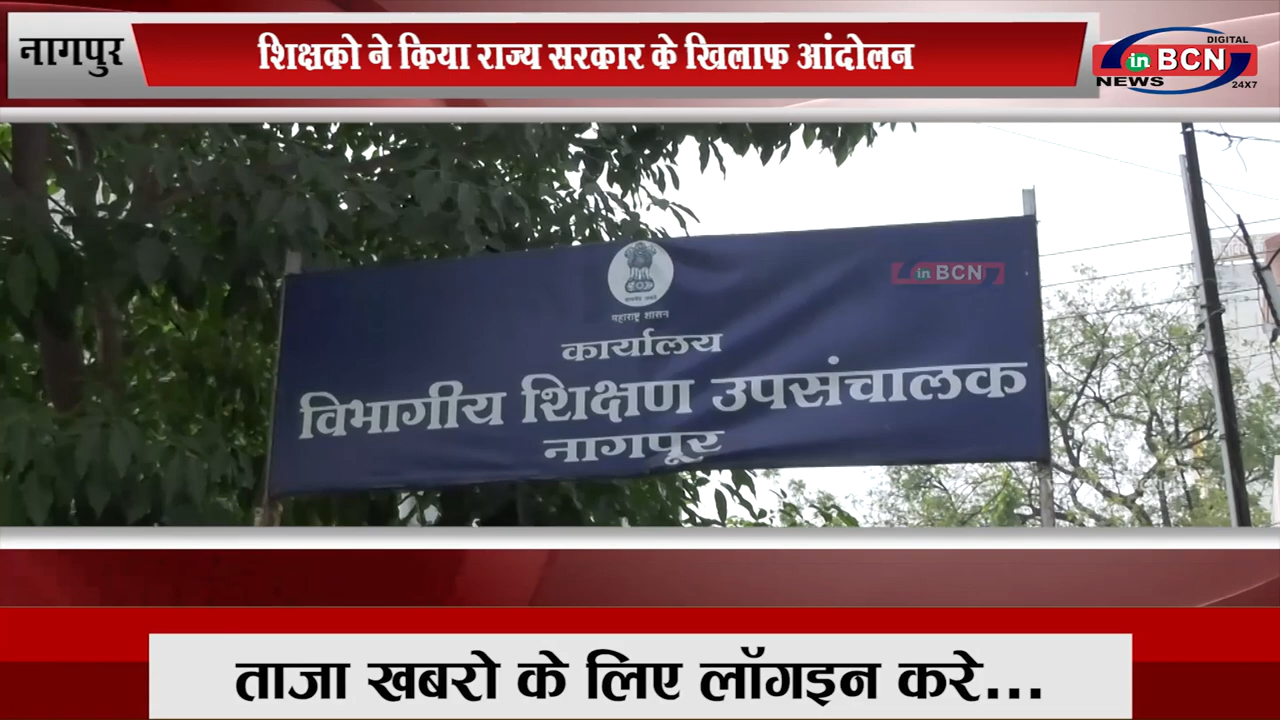 नागपुर
शिक्षको ने किया राज्य सरकार के खिलाफ आंदोलन
DIGITAL
in BCN
NEWS 24X7
in BCN
महाराष्ट्र शासन
कार्यालय
विभागीय शिक्षण उपसंचालक
नागपूर
ताजा खबरो के लिए लॉगइन करे...